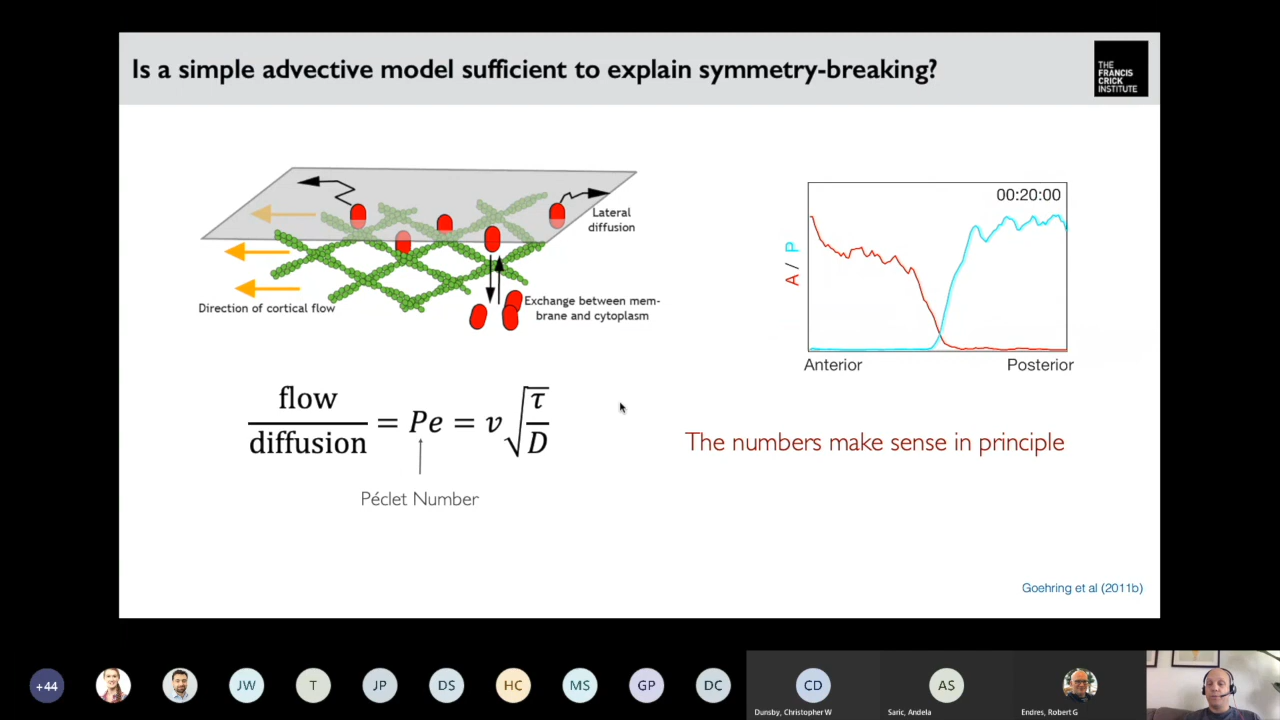 Is a simple advective model sufficient to explain symmetry-breaking?
THE
FRANCIS
CRICK
INSTITUTE
Lateral
diffusion
Direction of cortical flow
Exchange between mem-
brane and cytoplasm
flow
diffusion
= Pe = v√(τ/D)
Péclet Number
00:20:00
A / P
Anterior
Posterior
The numbers make sense in principle
Goehring et al (2011b)
+44
JW
T
JP
DS
HC
MS
GP
DC
CD
Dunsby, Christopher W
AS
Saric, Andela
Endres, Robert G